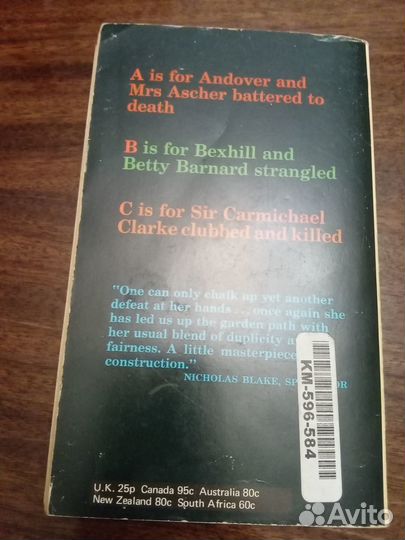 A is for Andover and
Mrs Ascher battered to
death
B is for Bexhill and
Betty Barnard strangled
C is for Sir Carmichael
Clarke clubbed and killed
"One can only chalk up yet another
defeat at her hands . . . once again she
has led us up the garden path with
her usual blend of duplicity a
fairness. A little masterpiece
construction."
NICHOLAS BLAKE, SP OR
KM-596-584
U.K. 25p Canada 95c Australia 80c
New Zealand 80c South Africa 60c
Avito